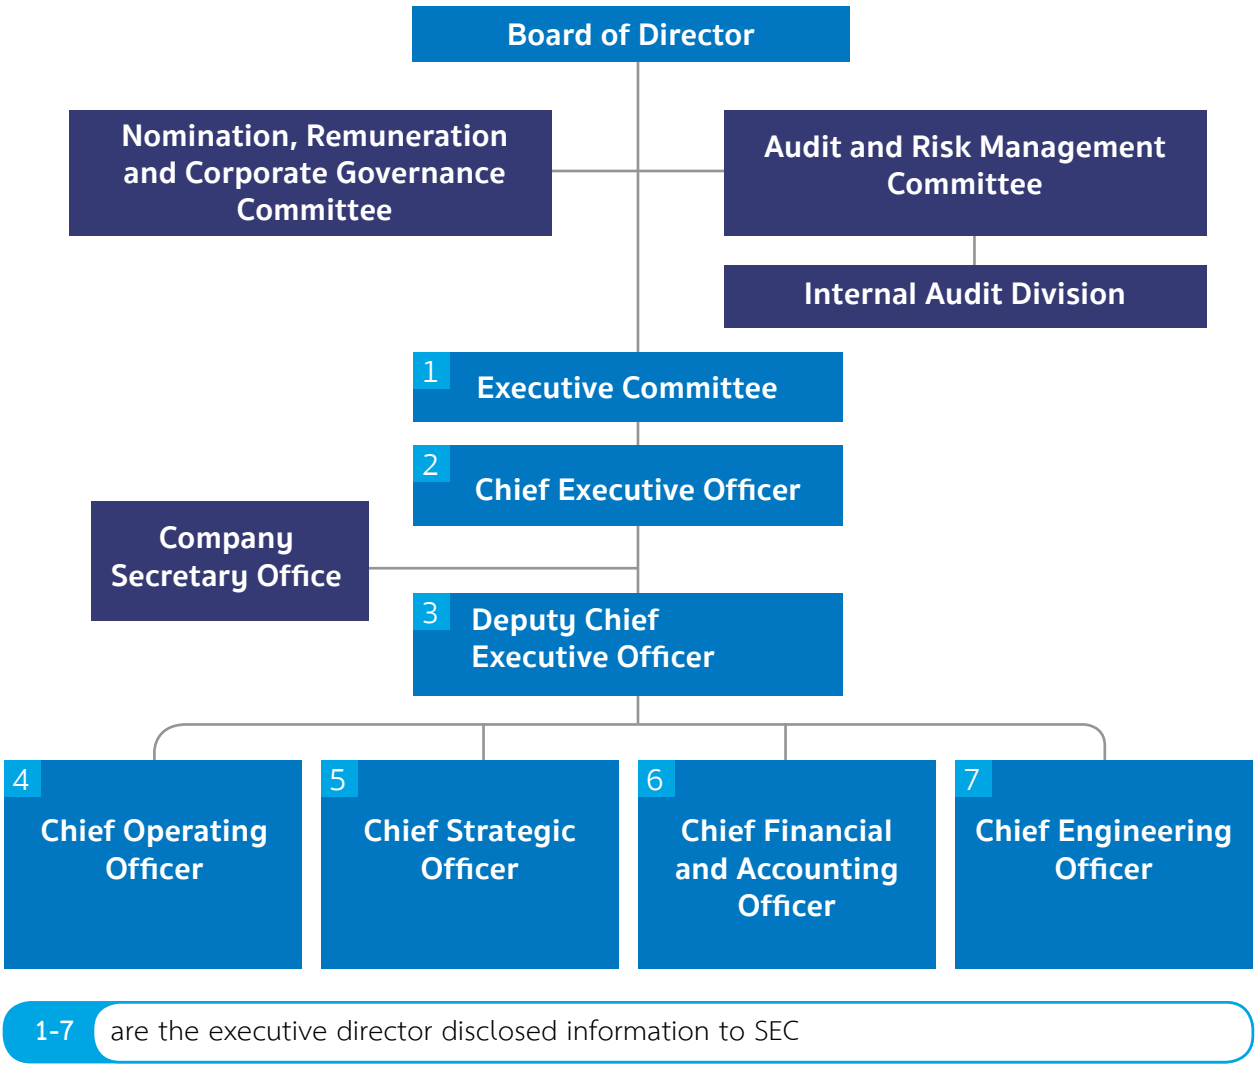 Board of Director
Nomination, Remuneration
and Corporate Governance
Committee
Audit and Risk Management
Committee
Internal Audit Division
1
Executive Committee
2
Chief Executive Officer
Company
Secretary Office
3
Deputy Chief
Executive Officer
4
Chief Operating
Officer
5
Chief Strategic
Officer
6
Chief Financial
and Accounting
Officer
7
Chief Engineering
Officer
1-7 are the executive director disclosed information to SEC